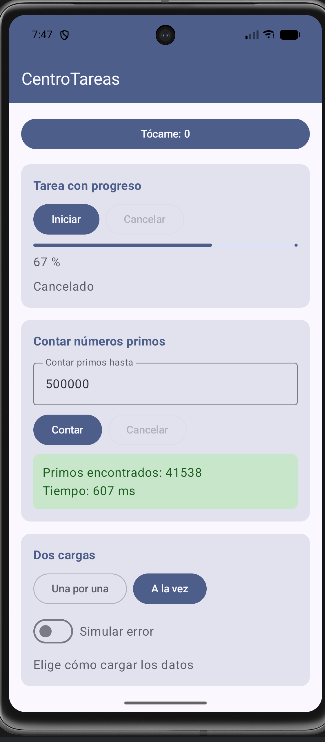 7:47
CentroTareas
Tócame: 0
Tarea con progreso
Iniciar Cancelar
67 %
Cancelado
Contar números primos
Contar primos hasta
500000
Contar Cancelar
Primos encontrados: 41538
Tiempo: 607 ms
Dos cargas
Una por una A la vez
Simular error
Elige cómo cargar los datos